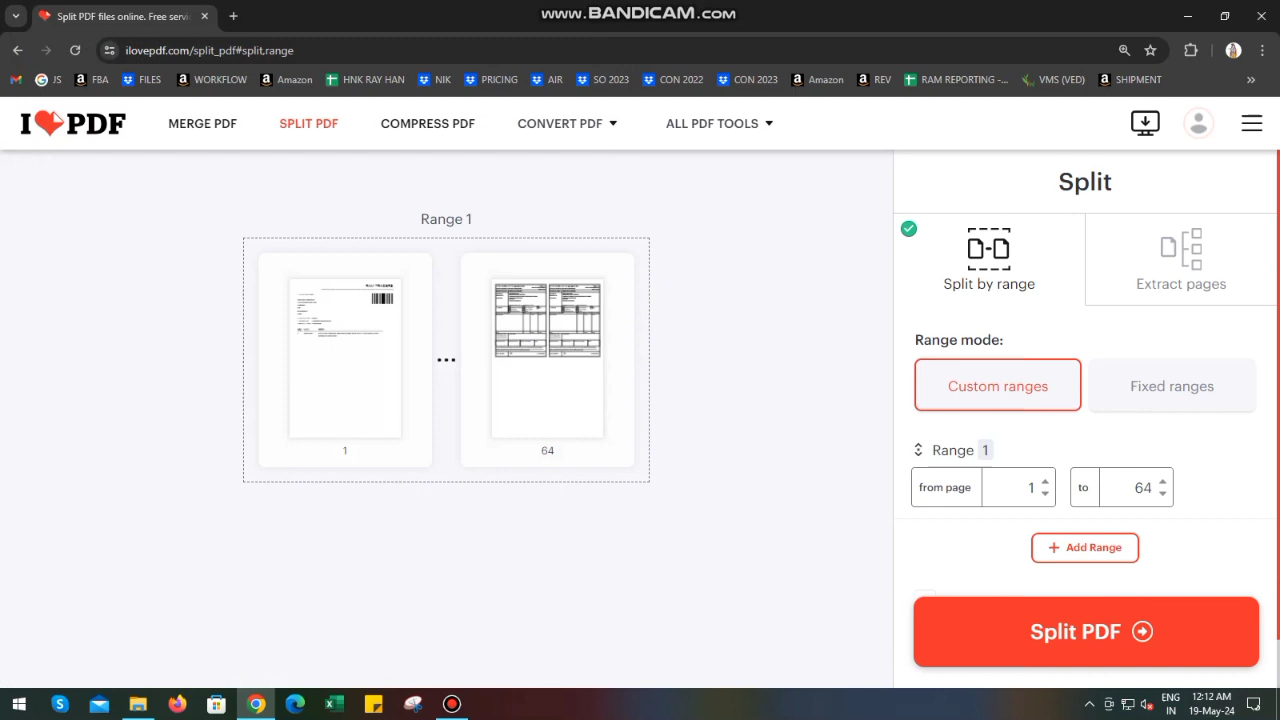 www.BANDICAM.com
Split PDF files online. Free servi
ilovepdf.com/split_pdf#split,range
JS
FBA
FILES
WORKFLOW
Amazon
HNK RAY HAN
NIK
PRICING
AIR
SO 2023
CON 2022
CON 2023
Amazon
REV
RAM REPORTING -...
VMS (VED)
SHIPMENT
I PDF
MERGE PDF
SPLIT PDF
COMPRESS PDF
CONVERT PDF
ALL PDF TOOLS
Range 1
1
...
64
Split
Split by range
Extract pages
Range mode:
Custom ranges
Fixed ranges
Range 1
from page 1 to 64
+ Add Range
Split PDF
ENG
IN
12:12 AM
19-May-24